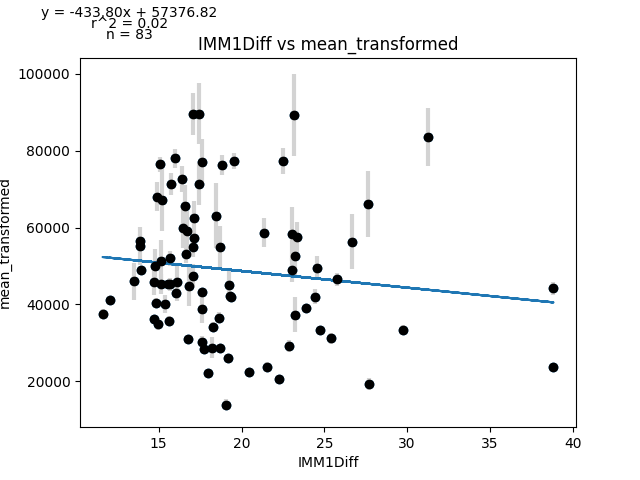 y = -433.80x + 57376.82
r^2 = 0.02
n = 83
IMM1Diff vs mean_transformed
100000
80000
60000
40000
20000
mean_transformed
15 20 25 30 35 40
IMM1Diff